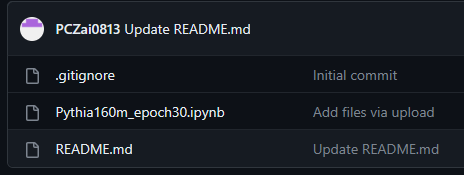 PCZai0813 Update README.md
.gitignore Initial commit
Pythia160m_epoch30.ipynb Add files via upload
README.md Update README.md